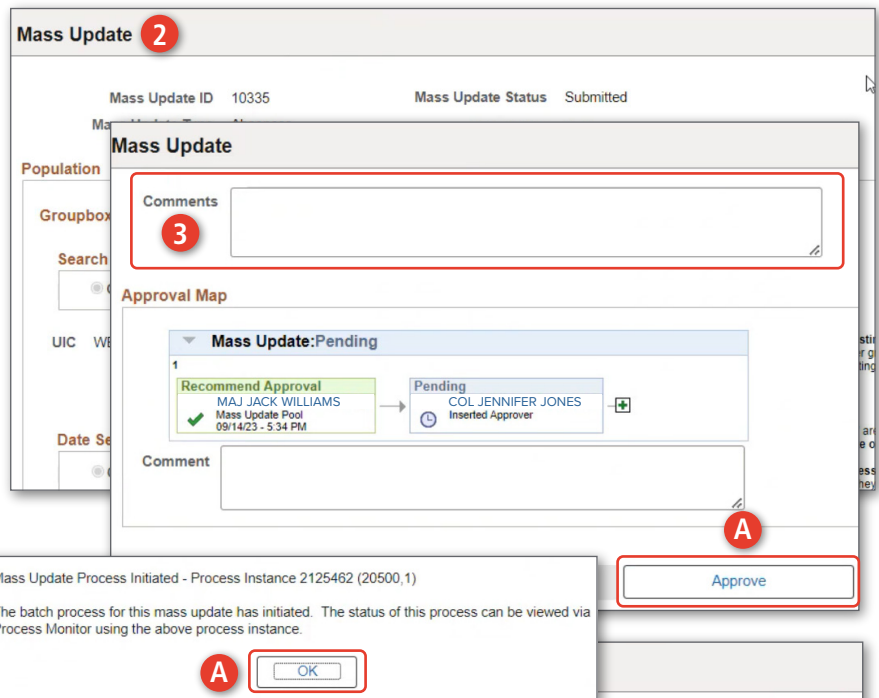 Mass Update 2
Mass Update ID 10335 Mass Update Status Submitted
Mass Update
Population
Comments
3
Groupbox
Search
Approval Map
UIC
Mass Update:Pending
1
Recommend Approval
MAJ JACK WILLIAMS
Mass Update Pool
09/14/23 - 5:34 PM
Pending
COL JENNIFER JONES
Inserted Approver
Date Se
Comment
A
Approve
Mass Update Process Initiated - Process Instance 2125462 (20500,1)
The batch process for this mass update has initiated. The status of this process can be viewed via
Process Monitor using the above process instance.
A
OK